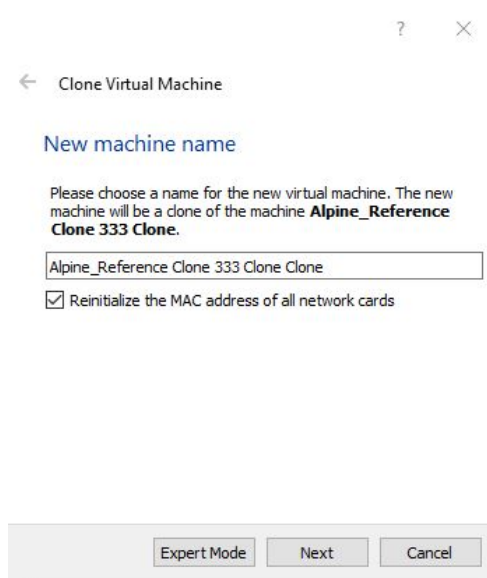 ?
Clone Virtual Machine
New machine name
Please choose a name for the new virtual machine. The new
machine will be a clone of the machine Alpine_Reference
Clone 333 Clone.
Alpine_Reference Clone 333 Clone Clone
Reinitialize the MAC address of all network cards
Expert Mode Next Cancel